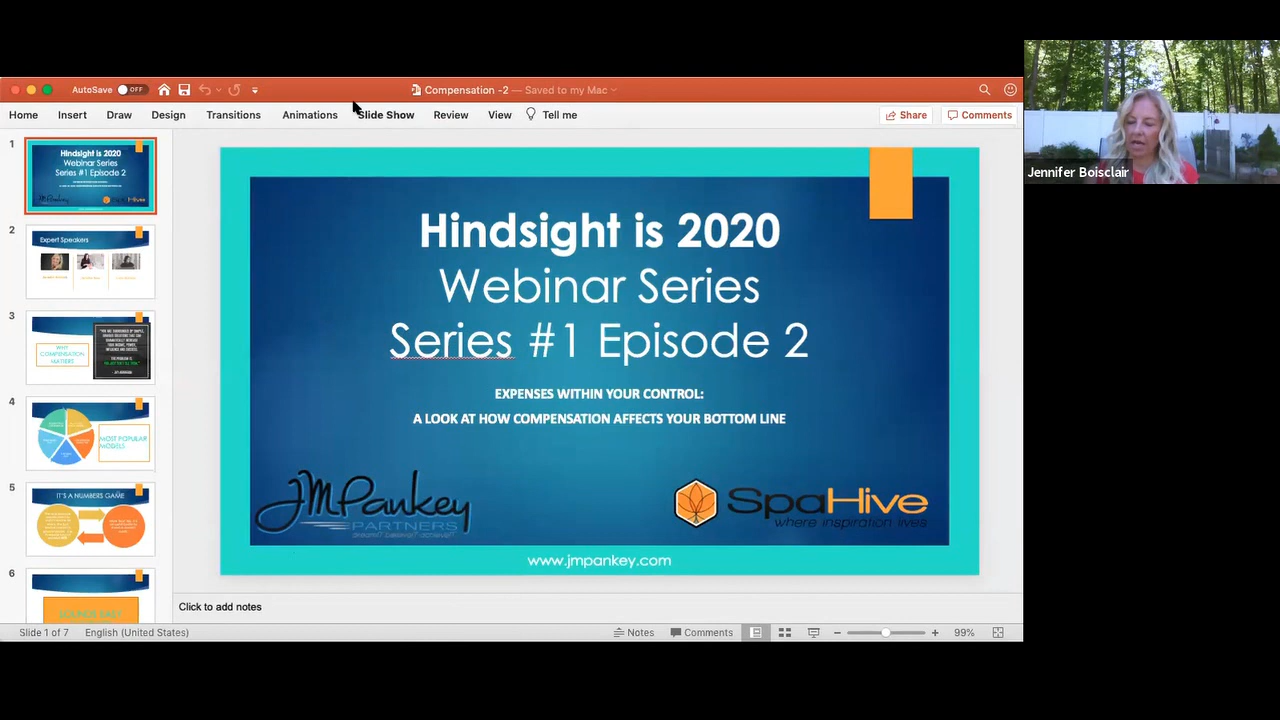 AutoSave OFF
Compensation -2 — Saved to my Mac
Home Insert Draw Design Transitions Animations Slide Show Review View Tell me Share Comments
1
Hindsight is 2020
Webinar Series
Series #1 Episode 2
2
Expert Speakers
3
WHY
COMPENSATION
MATTERS
4
MOST POPULAR
MODELS
5
IT'S A NUMBERS GAME
6
Hindsight is 2020
Webinar Series
Series #1 Episode 2
EXPENSES WITHIN YOUR CONTROL:
A LOOK AT HOW COMPENSATION AFFECTS YOUR BOTTOM LINE
JMPankey
PARTNERS
SpaHive
where inspiration lives
www.jmpankey.com
Click to add notes
Slide 1 of 7 English (United States) Notes Comments 99%
Jennifer Boisclair